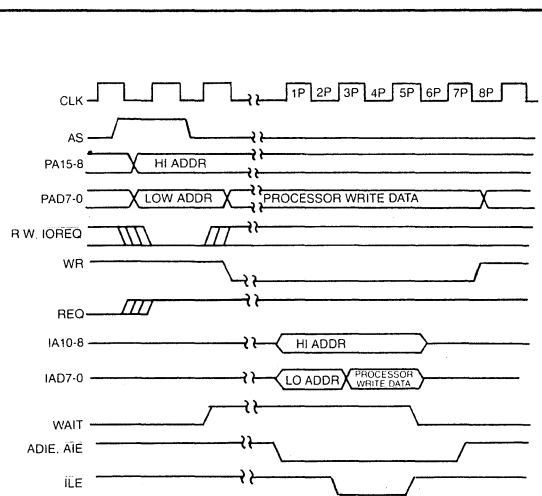 CLK 1P 2P 3P 4P 5P 6P 7P 8P
AS
PA15-8 HI ADDR
PAD7-0 LOW ADDR PROCESSOR WRITE DATA
R W. IOREQ
WR
REQ
IA10-8 HI ADDR
IAD7-0 LO ADDR PROCESSOR WRITE DATA
WAIT
ADIE. AIE
ILE